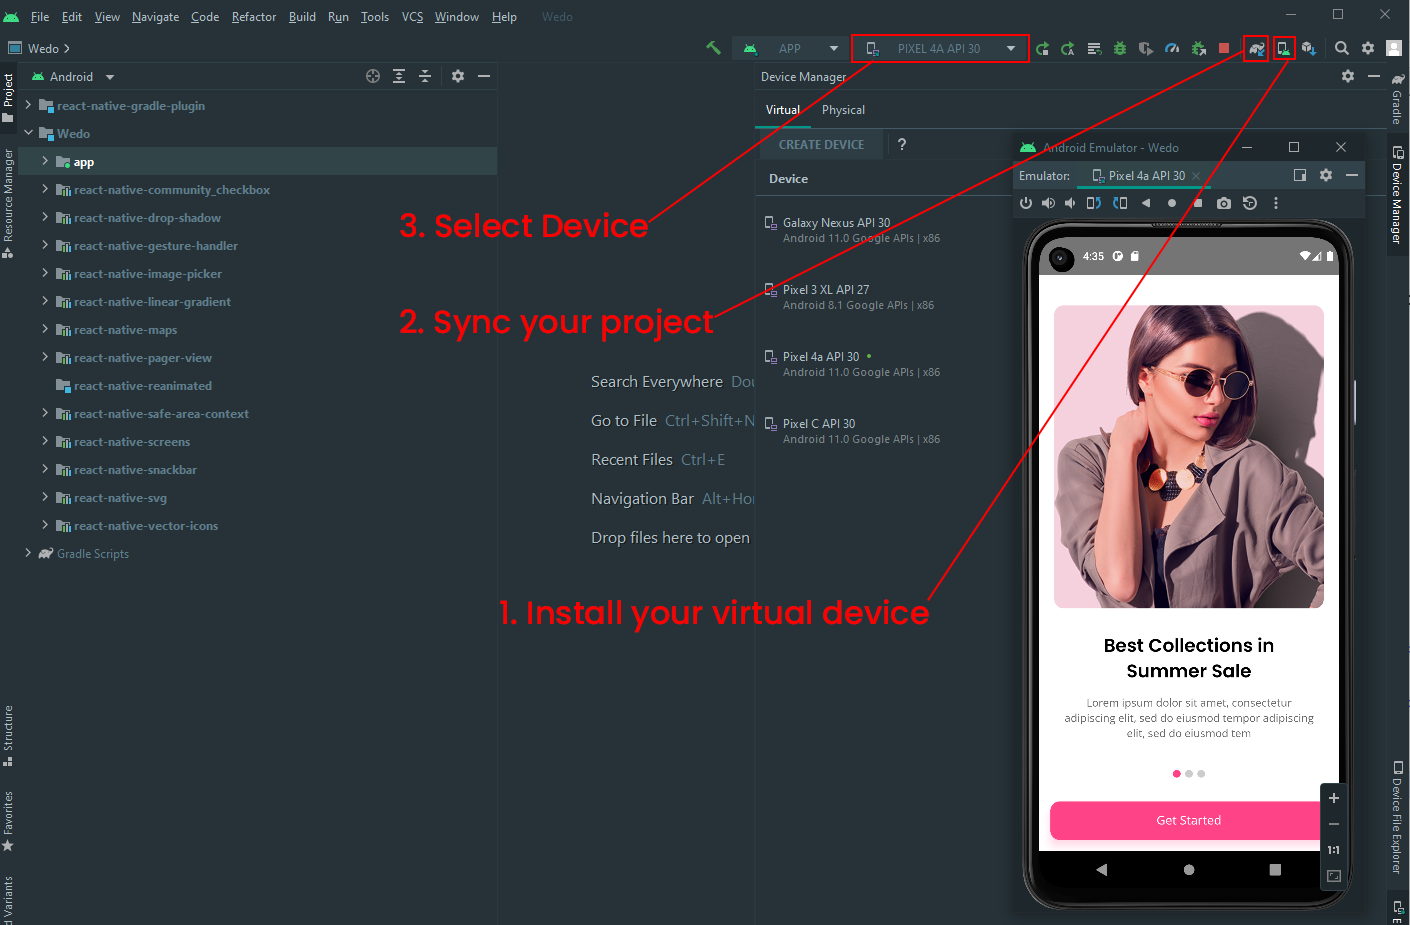 File Edit View Navigate Code Refactor Build Run Tools VCS Window Help Wedo
Wedo
APP
PIXEL 4A API 30
Project
Resource Manager
Structure
Favorites
d Variants
Android
react-native-gradle-plugin
Wedo
app
react-native-community_checkbox
react-native-drop-shadow
react-native-gesture-handler
react-native-image-picker
react-native-linear-gradient
react-native-maps
react-native-pager-view
react-native-reanimated
react-native-safe-area-context
react-native-screens
react-native-snackbar
react-native-svg
react-native-vector-icons
Gradle Scripts
3. Select Device
2. Sync your project
Search Everywhere Dou
Go to File Ctrl+Shift+N
Recent Files Ctrl+E
Navigation Bar Alt+Ho
Drop files here to open
1. Install your virtual device
Device Manager
Virtual Physical
CREATE DEVICE ?
Device
Galaxy Nexus API 30
Android 11.0 Google APIs | x86
Pixel 3 XL API 27
Android 8.1 Google APIs | x86
Pixel 4a API 30
Android 11.0 Google APIs | x86
Pixel C API 30
Android 11.0 Google APIs | x86
Android Emulator - Wedo
Emulator: Pixel 4a API 30
4:35
Best Collections in
Summer Sale
Lorem ipsum dolor sit amet, consectetur
adipiscing elit, sed do eiusmod tempor adipiscing
elit, sed do eiusmod tem
Get Started
1:1
Gradle
Device Manager
Device File Explorer